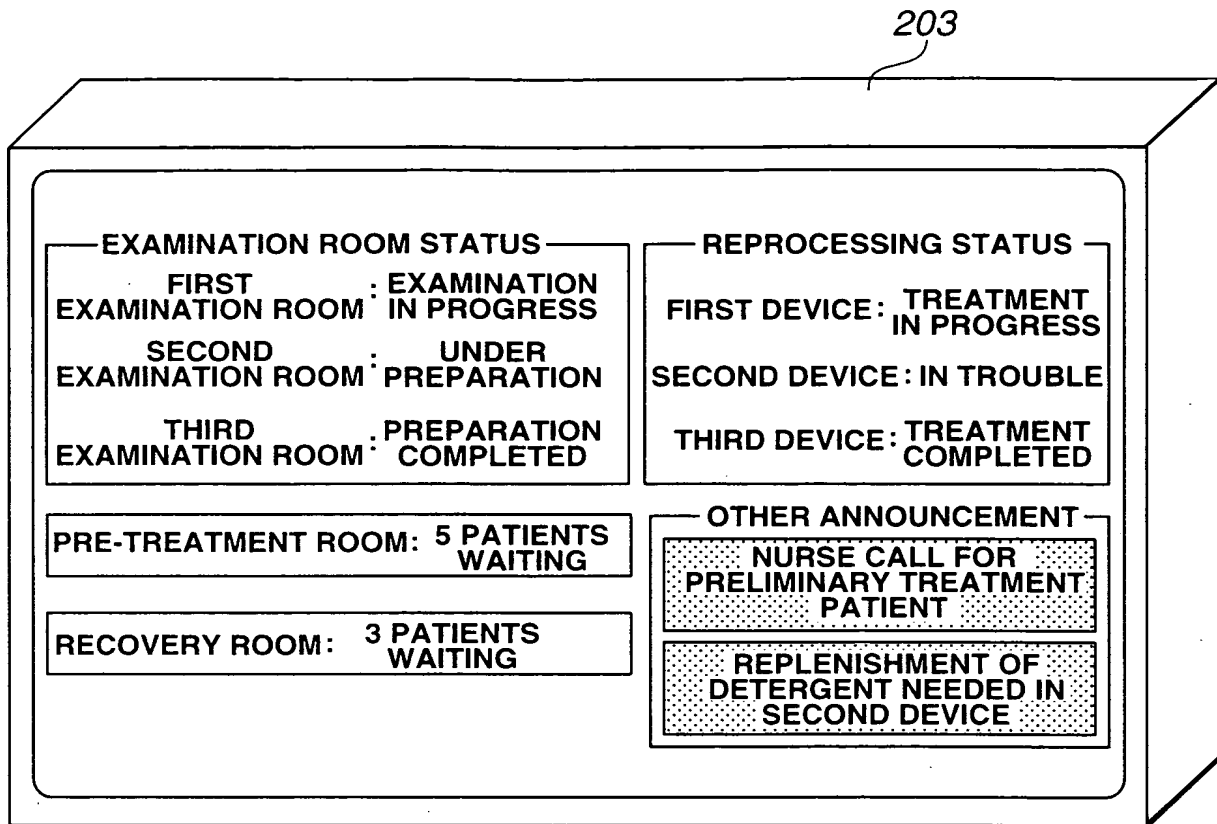 203
EXAMINATION ROOM STATUS
FIRST
EXAMINATION ROOM : EXAMINATION
IN PROGRESS
SECOND
EXAMINATION ROOM : UNDER
PREPARATION
THIRD
EXAMINATION ROOM : PREPARATION
COMPLETED
PRE-TREATMENT ROOM: 5 PATIENTS
WAITING
RECOVERY ROOM: 3 PATIENTS
WAITING
REPROCESSING STATUS
FIRST DEVICE: TREATMENT
IN PROGRESS
SECOND DEVICE: IN TROUBLE
THIRD DEVICE: TREATMENT
COMPLETED
OTHER ANNOUNCEMENT
NURSE CALL FOR
PRELIMINARY TREATMENT
PATIENT
REPLENISHMENT OF
DETERGENT NEEDED IN
SECOND DEVICE